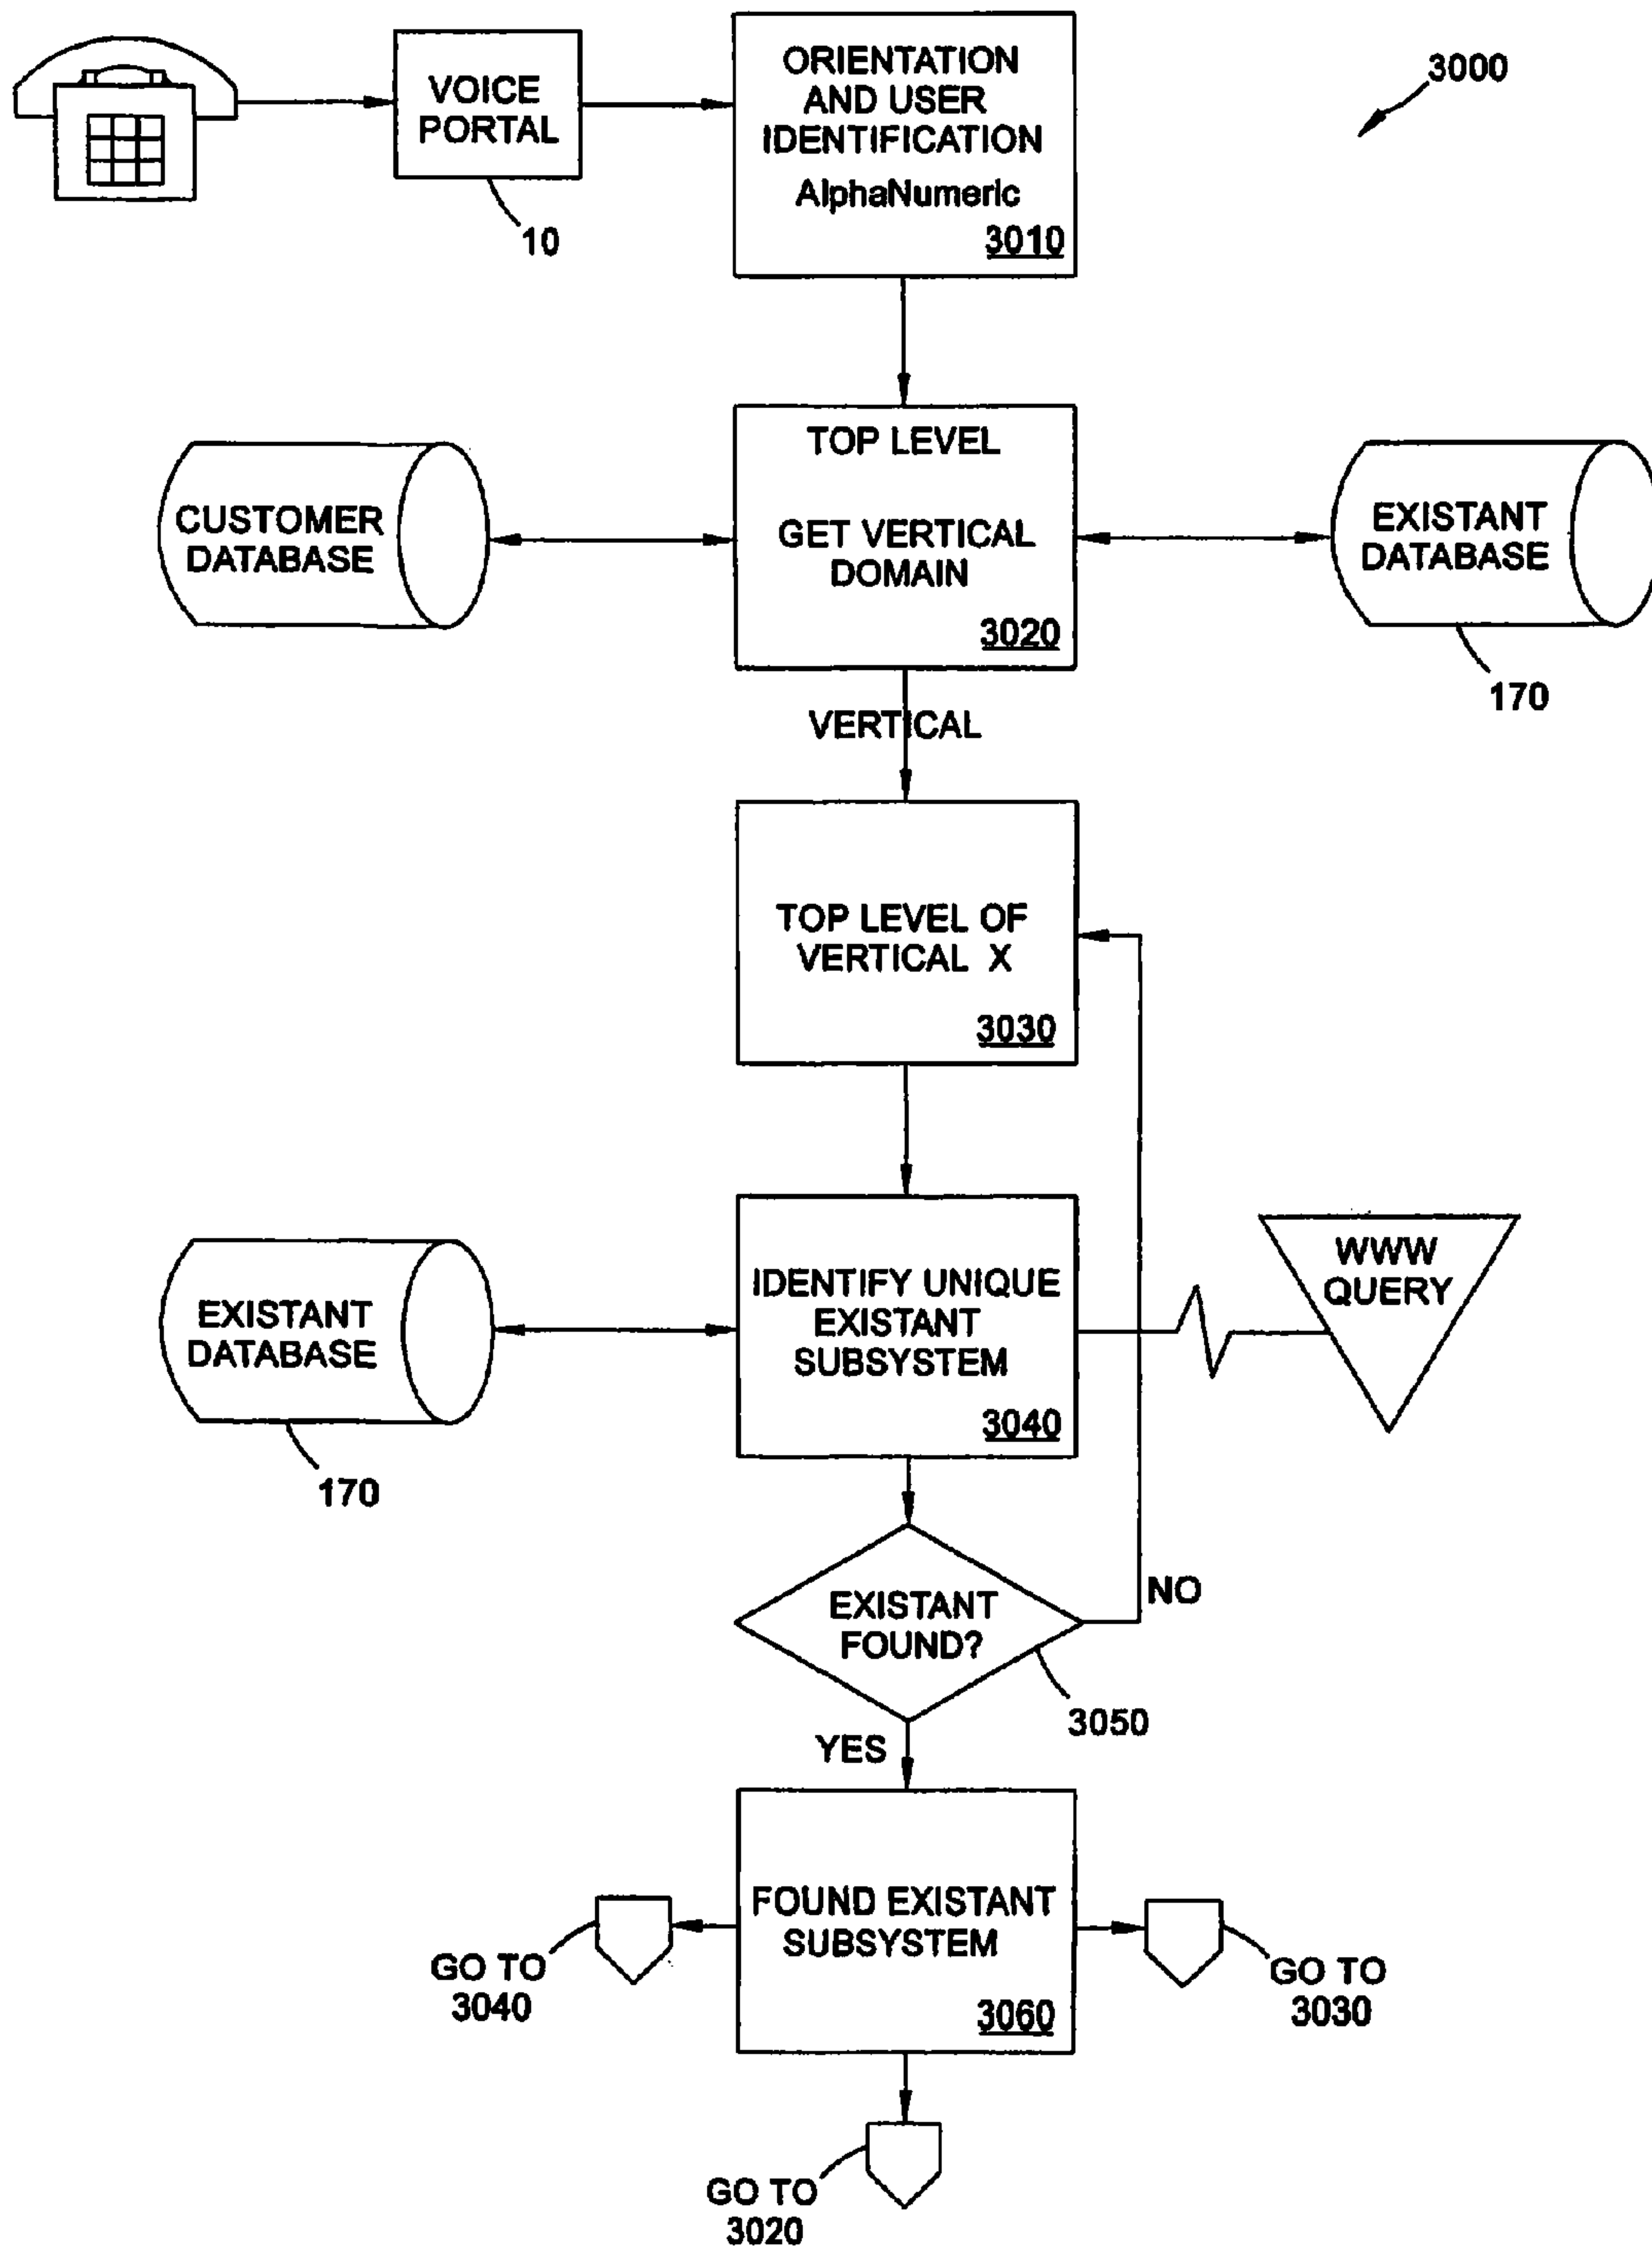 VOICE
PORTAL
10
ORIENTATION
AND USER
IDENTIFICATION
AlphaNumeric
3010
3000
CUSTOMER
DATABASE
TOP LEVEL
GET VERTICAL
DOMAIN
3020
EXISTANT
DATABASE
170
VERTICAL
TOP LEVEL OF
VERTICAL X
3030
EXISTANT
DATABASE
170
IDENTIFY UNIQUE
EXISTANT
SUBSYSTEM
3040
WWW
QUERY
EXISTANT
FOUND?
NO
3050
YES
FOUND EXISTANT
SUBSYSTEM
3060
GO TO
3040
GO TO
3030
GO TO
3020